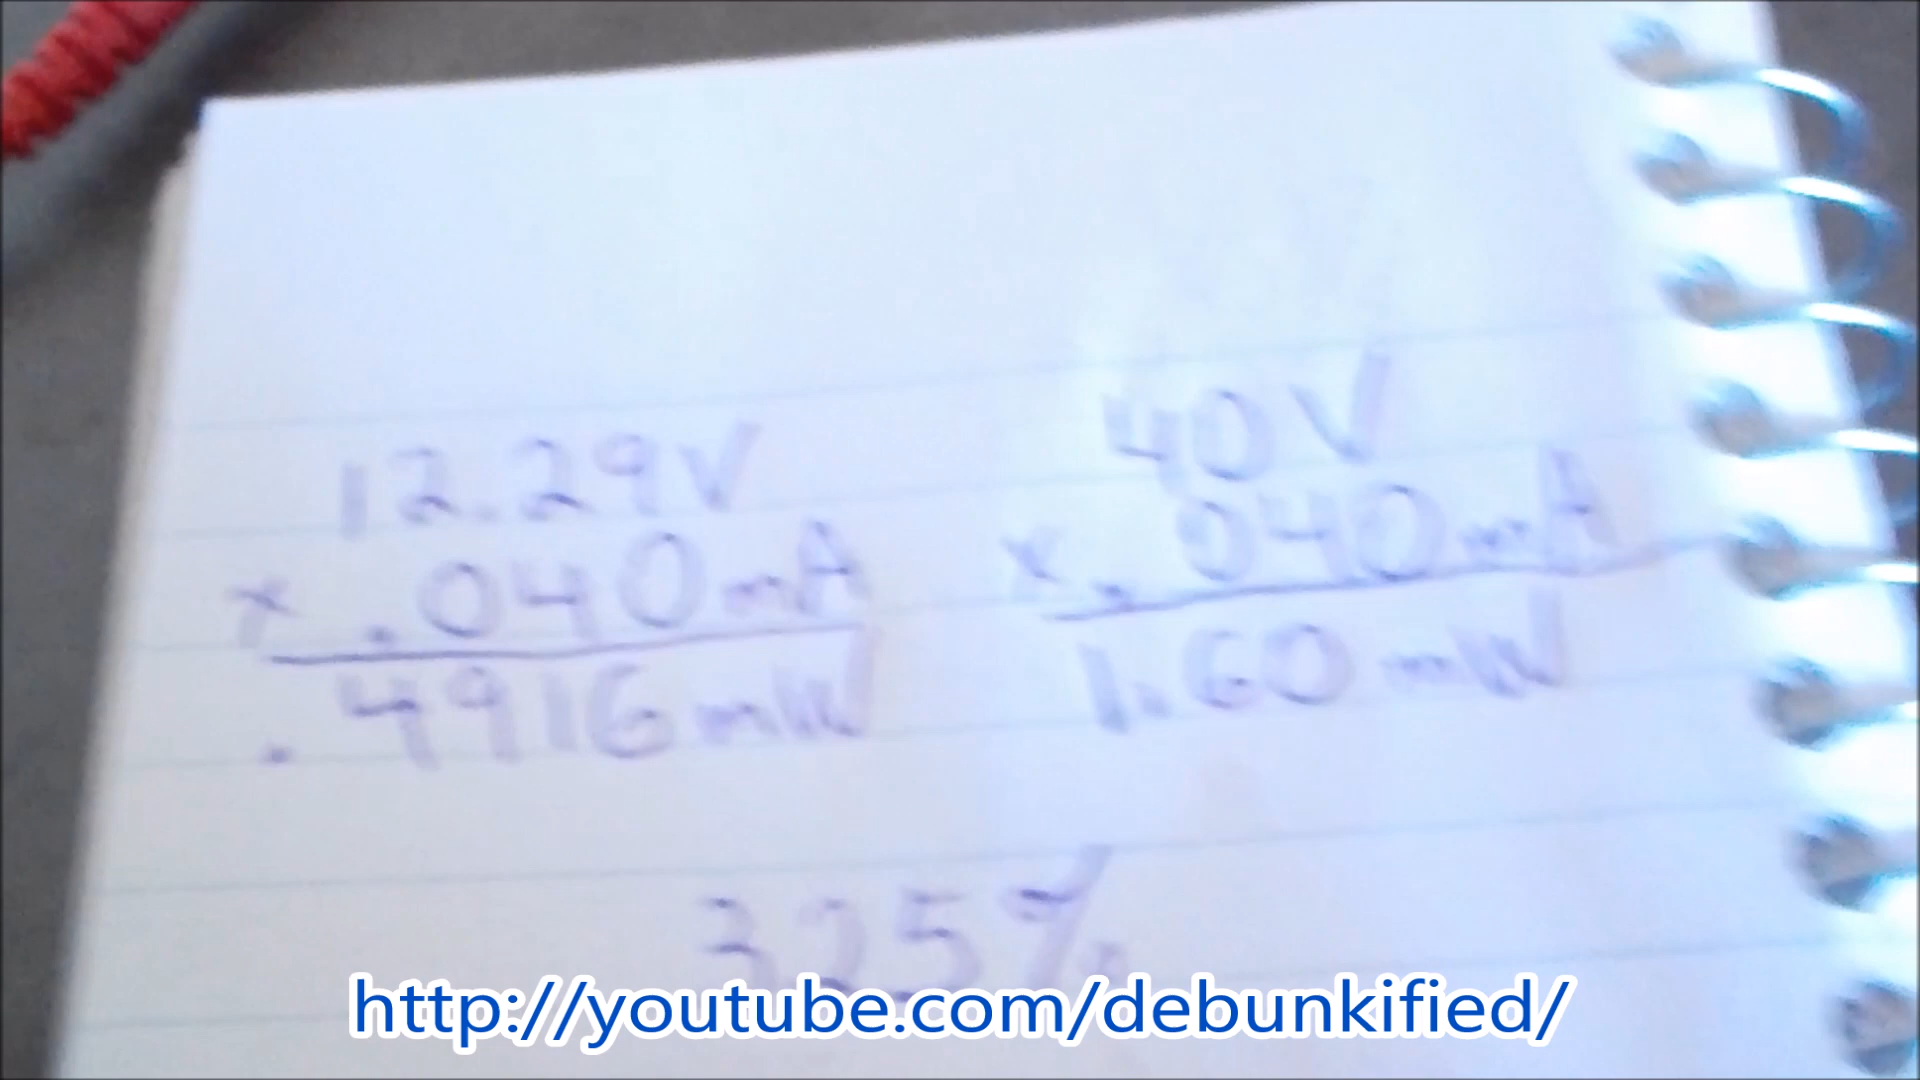 12.29V
x .040mA
.4916mW
40V
x .040mA
1.60mW
325%
http://youtube.com/debunkified/